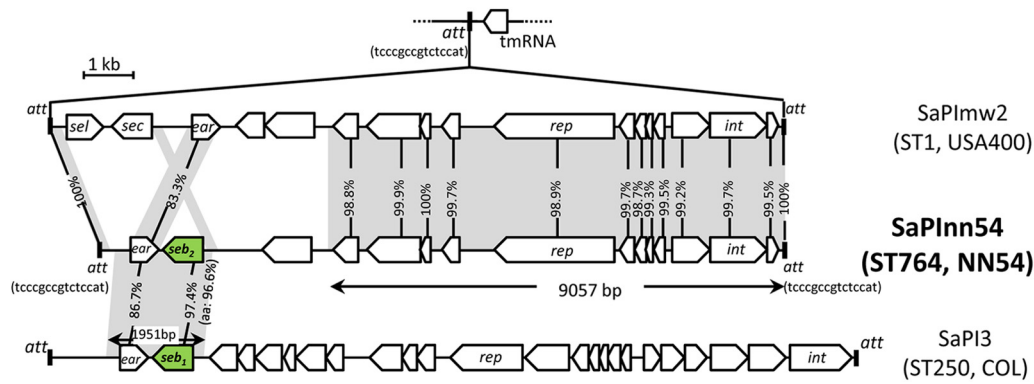 att
(tcccgccgtctccat)
tmRNA
1 kb
att
att
sel
sec
ear
rep
int
SaPImw2
(ST1, USA400)
100%
83.3%
98.8%
99.9%
100%
99.7%
98.9%
99.7%
98.7%
99.3%
99.5%
99.2%
99.7%
99.5%
100%
ear
seb2
rep
int
SaPInn54
(ST764, NN54)
att
(tcccgccgtctccat)
att
(tcccgccgtctccat)
9057 bp
86.7%
97.4%
(aa: 96.6%)
1951bp
att
ear
seb1
rep
int
att
SaPI3
(ST250, COL)